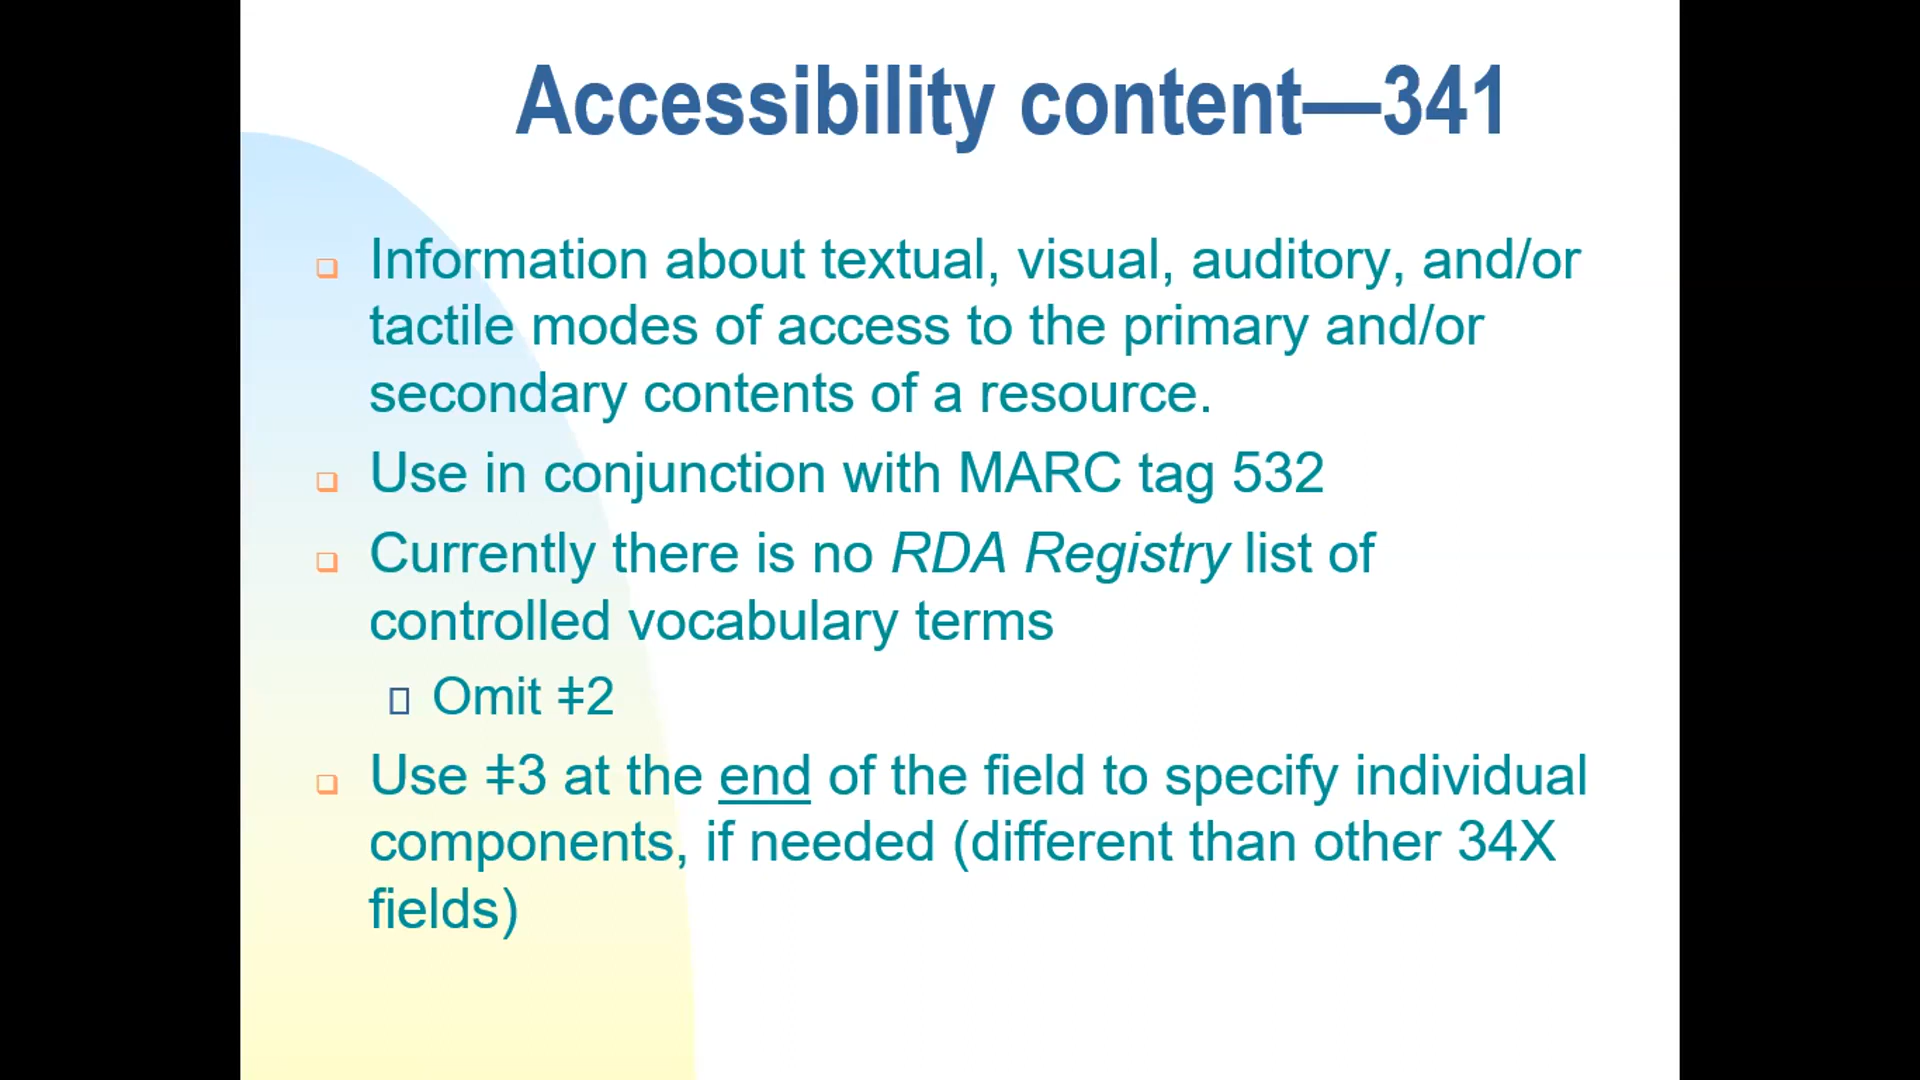 Accessibility content—341
Information about textual, visual, auditory, and/or
tactile modes of access to the primary and/or
secondary contents of a resource.
Use in conjunction with MARC tag 532
Currently there is no RDA Registry list of
controlled vocabulary terms
Omit ‡2
Use ‡3 at the end of the field to specify individual
components, if needed (different than other 34X
fields)